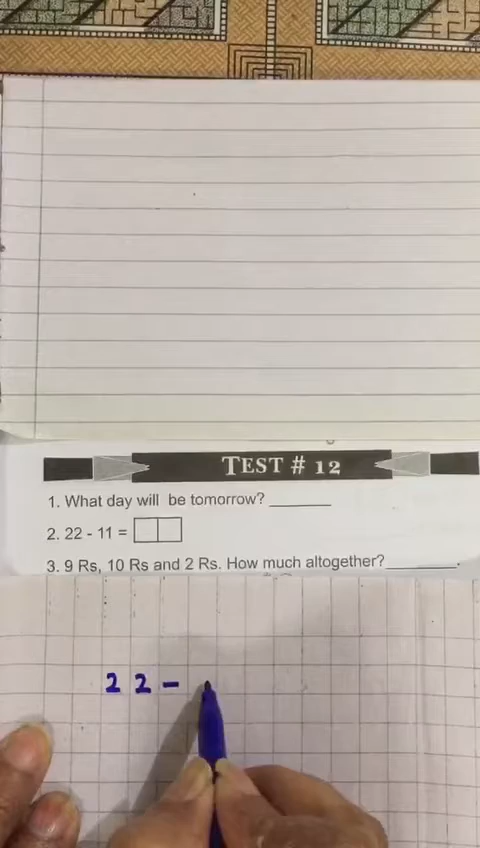 TEST # 12
1. What day will be tomorrow? ______
2. 22 - 11 =
3. 9 Rs, 10 Rs and 2 Rs. How much altogether? ________.
2 2 -